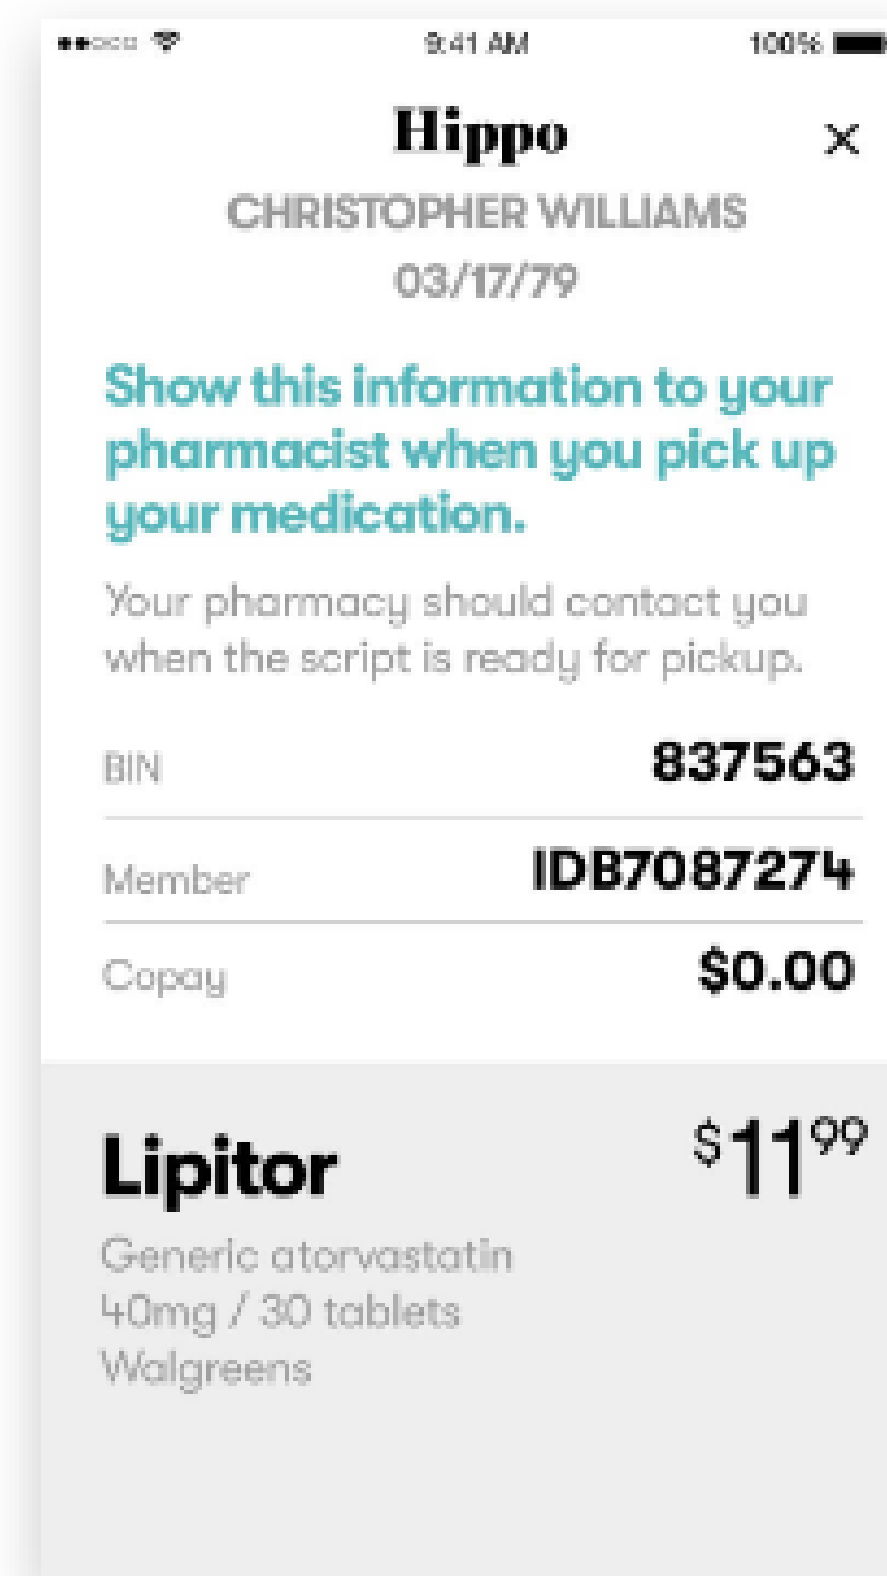 9:41 AM 100%
Hippo
CHRISTOPHER WILLIAMS
03/17/79
Show this information to your
pharmacist when you pick up
your medication.
Your pharmacy should contact you
when the script is ready for pickup.
BIN 837563
Member IDB7087274
Copay $0.00
Lipitor $1199
Generic atorvastatin
40mg / 30 tablets
Walgreens